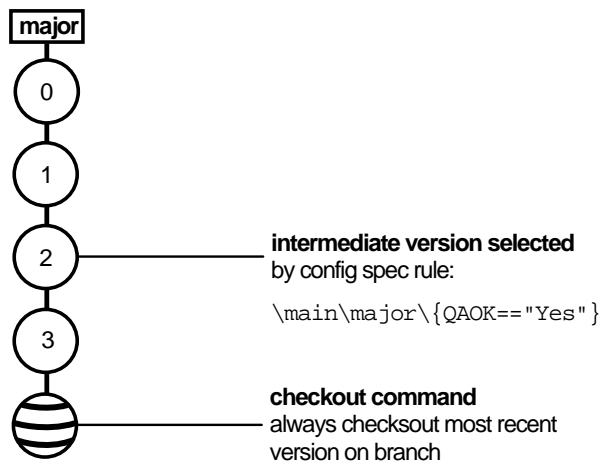 major
0
1
2
intermediate version selected
by config spec rule:
\main\major\{QAOK=="Yes"}
3
checkout command
always checksout most recent
version on branch